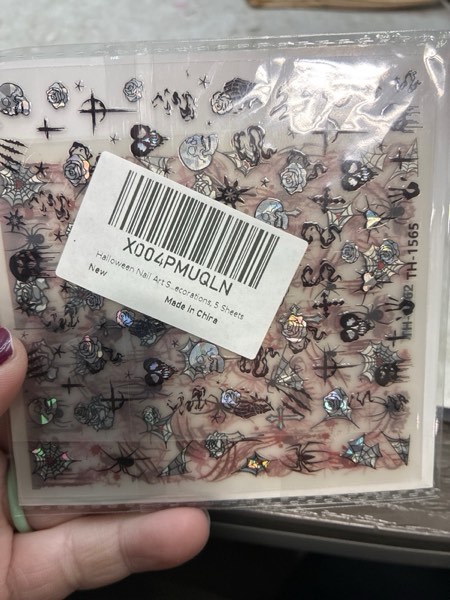 X004PMUQLN
Halloween Nail Art S...ecorations, 5 Sheets
New
Made in China
TH-1565